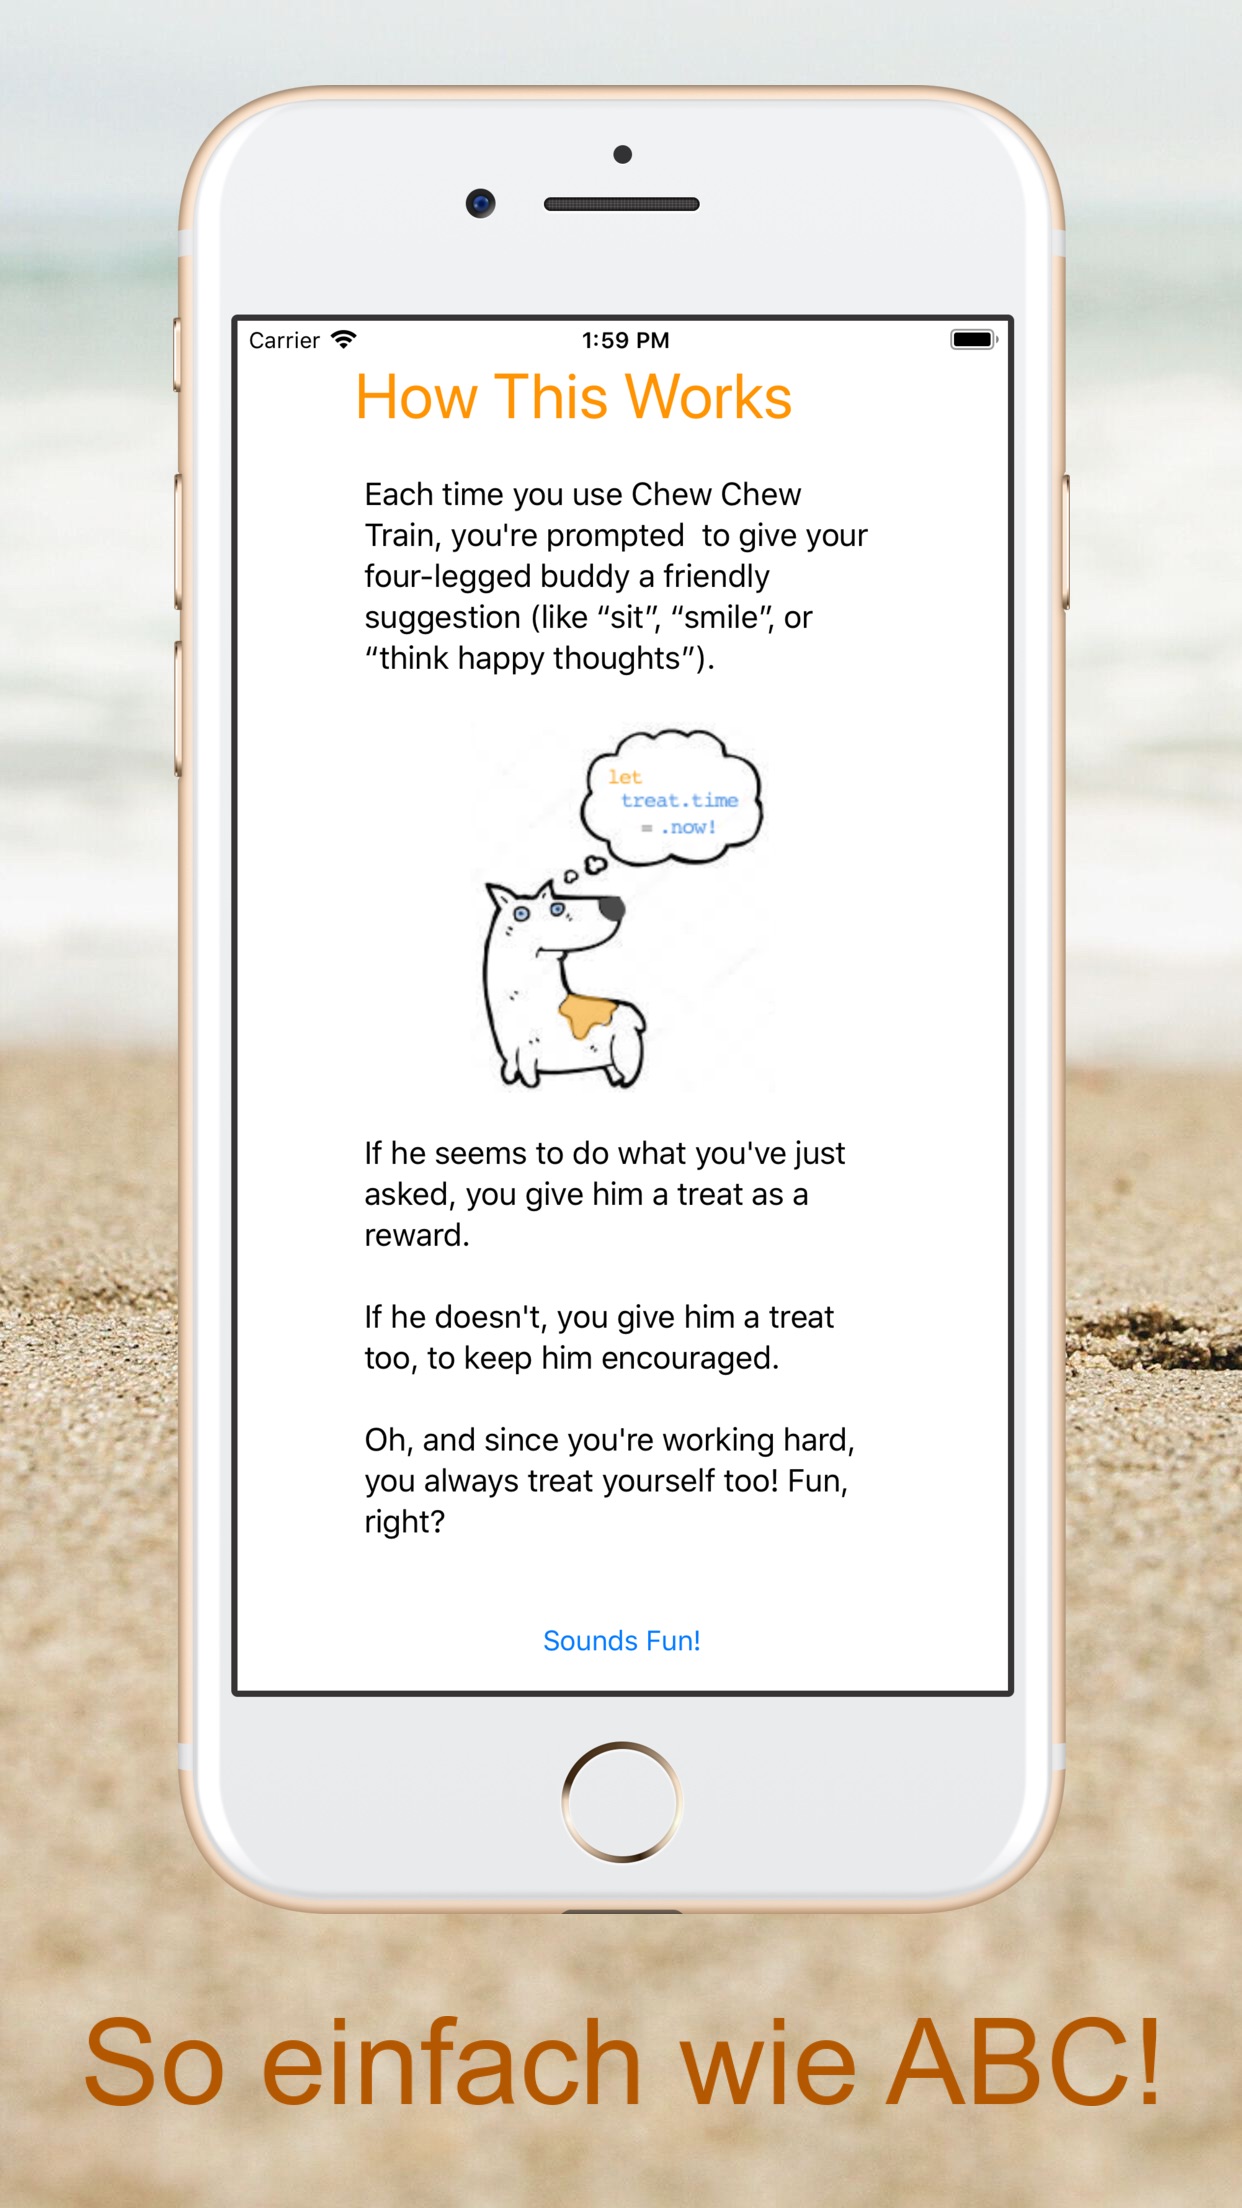 Carrier 1:59 PM
How This Works
Each time you use Chew Chew
Train, you're prompted  to give your
four-legged buddy a friendly
suggestion (like “sit”, “smile”, or
“think happy thoughts”).
let
treat.time
= .now!
If he seems to do what you've just
asked, you give him a treat as a
reward.
If he doesn't, you give him a treat
too, to keep him encouraged.
Oh, and since you're working hard,
you always treat yourself too! Fun,
right?
Sounds Fun!
So einfach wie ABC!